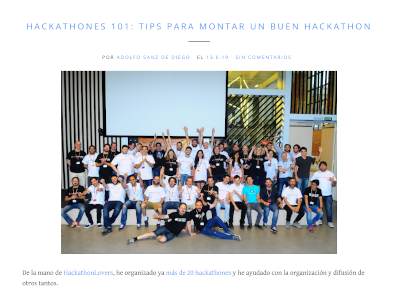 HACKATHONES 101: TIPS PARA MONTAR UN BUEN HACKATHON
POR ADOLFO SANZ DE DIEGO EL 13.6.19 SIN COMENTARIOS
De la mano de HackathonLovers, he organizado ya más de 20 hackathones y he ayudado con la organización y difusión de
otros tantos.